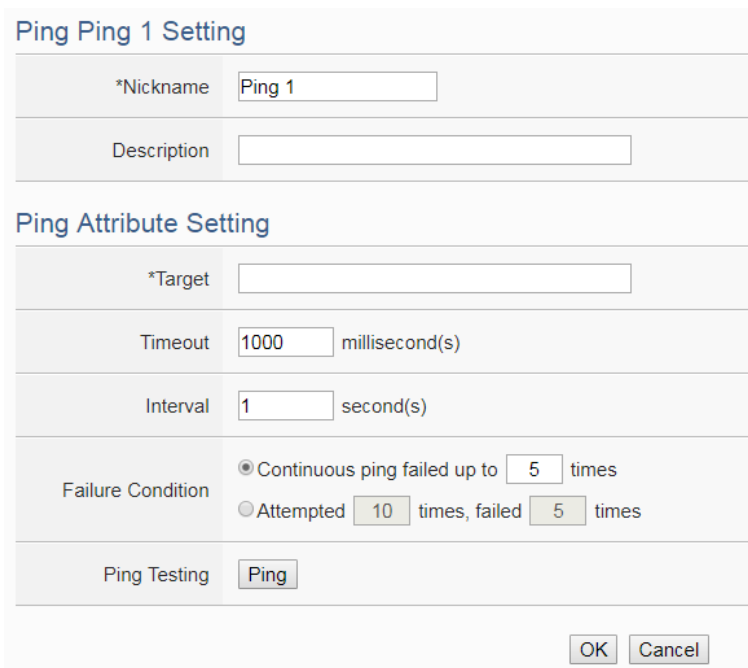 Ping Ping 1 Setting
*Nickname Ping 1
Description
Ping Attribute Setting
*Target
Timeout 1000 millisecond(s)
Interval 1 second(s)
Failure Condition
Continuous ping failed up to 5 times
Attempted 10 times, failed 5 times
Ping Testing Ping
OK Cancel